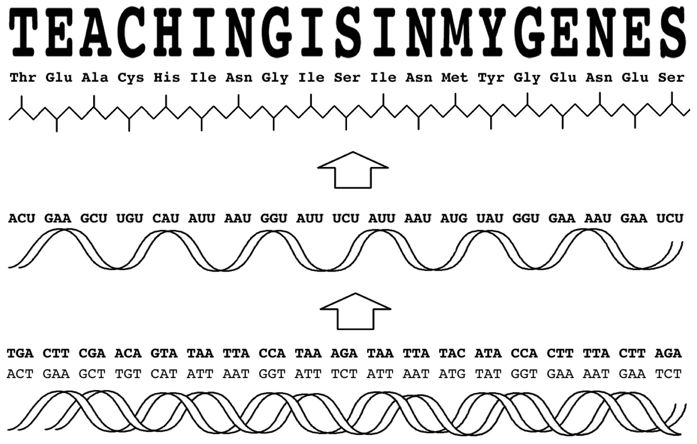 TEACHINGISINMYGENES
Thr Glu Ala Cys His Ile Asn Gly Ile Ser Ile Asn Met Tyr Gly Glu Asn Glu Ser
ACU GAA GCU UGU CAU AUU AAU GGU AUU UCU AUU AAU AUG UAU GGU GAA AAU GAA UCU
TGA CTT CGA ACA GTA TAA TTA CCA TAA AGA TAA TTA TAC ATA CCA CTT TTA CTT AGA
ACT GAA GCT TGT CAT ATT AAT GGT ATT TCT ATT AAT ATG TAT GGT GAA AAT GAA TCT